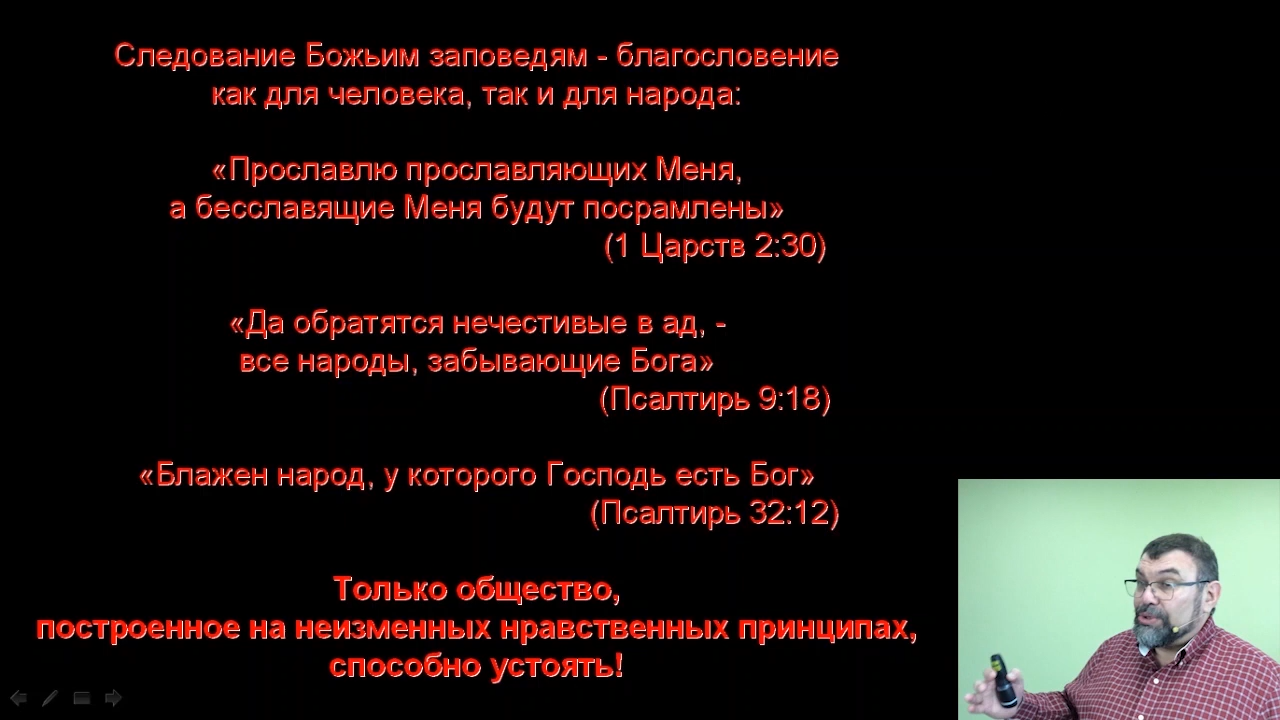 Следование Божьим заповедям - благословение
как для человека, так и для народа:
«Прославлю прославляющих Меня,
а бесславящие Меня будут посрамлены»
(1 Царств 2:30)
«Да обратятся нечестивые в ад, -
все народы, забывающие Бога»
(Псалтирь 9:18)
«Блажен народ, у которого Господь есть Бог»
(Псалтирь 32:12)
Только общество,
построенное на неизменных нравственных принципах,
способно устоять!